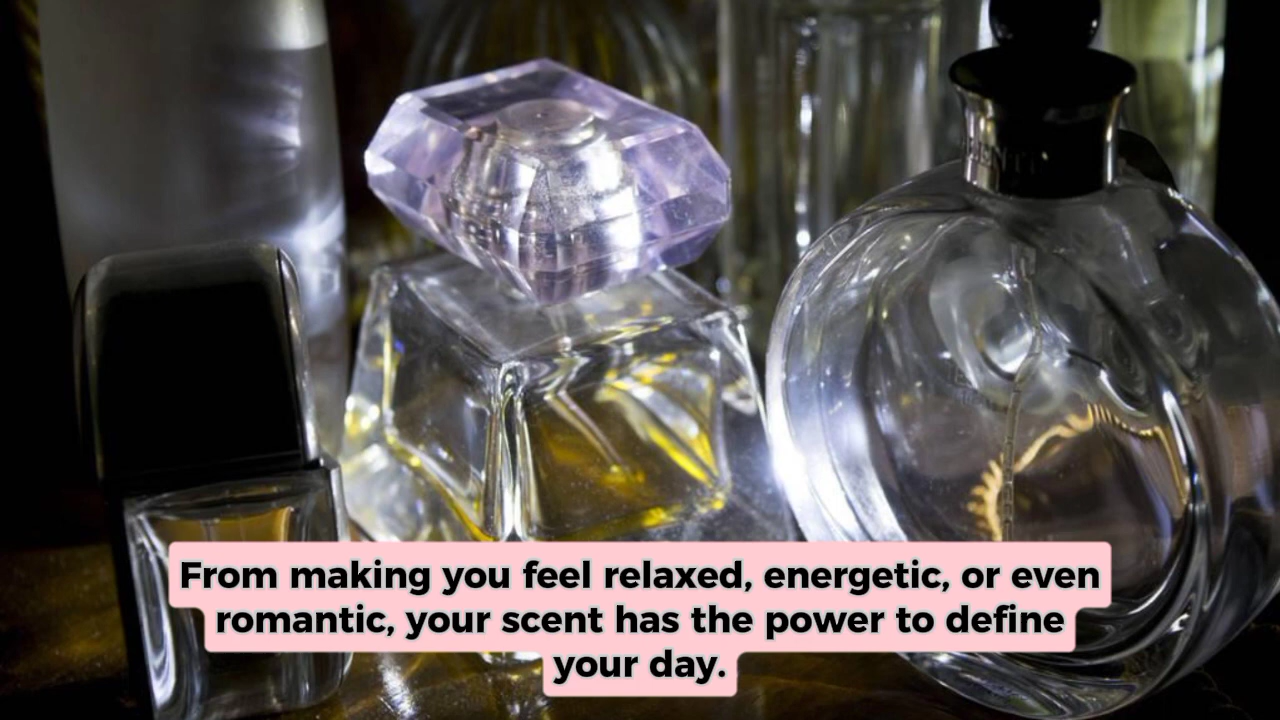 From making you feel relaxed, energetic, or even
romantic, your scent has the power to define
your day.